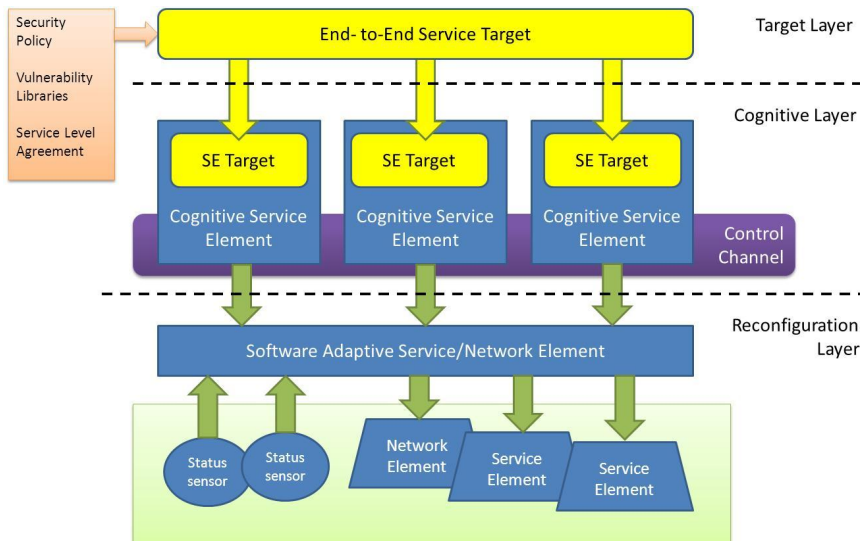 Security
Policy
Vulnerability
Libraries
Service Level
Agreement
End- to-End Service Target
Target Layer
Cognitive Layer
SE Target
SE Target
SE Target
Cognitive Service
Element
Cognitive Service
Element
Cognitive Service
Element
Control
Channel
Reconfiguration
Layer
Software Adaptive Service/Network Element
Status
sensor
Status
sensor
Network
Element
Service
Element
Service
Element